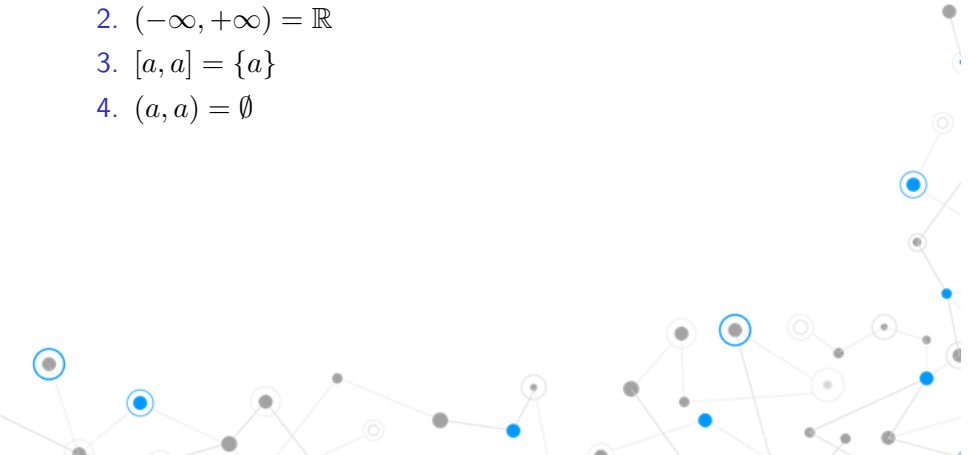 2. (−∞, +∞) = ℝ
3. [a, a] = {a}
4. (a, a) = ∅